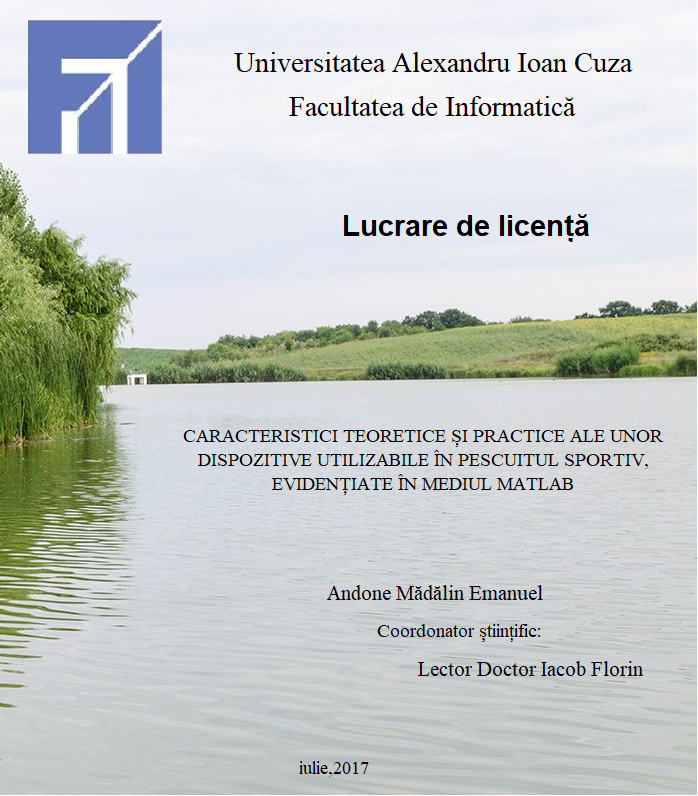 Universitatea Alexandru Ioan Cuza
Facultatea de Informatică
Lucrare de licență
CARACTERISTICI TEORETICE ȘI PRACTICE ALE UNOR
DISPOZITIVE UTILIZABILE ÎN PESCUITUL SPORTIV,
EVIDENȚIATE ÎN MEDIUL MATLAB
Andone Mădălin Emanuel
Coordonator științific:
Lector Doctor Iacob Florin
iulie,2017